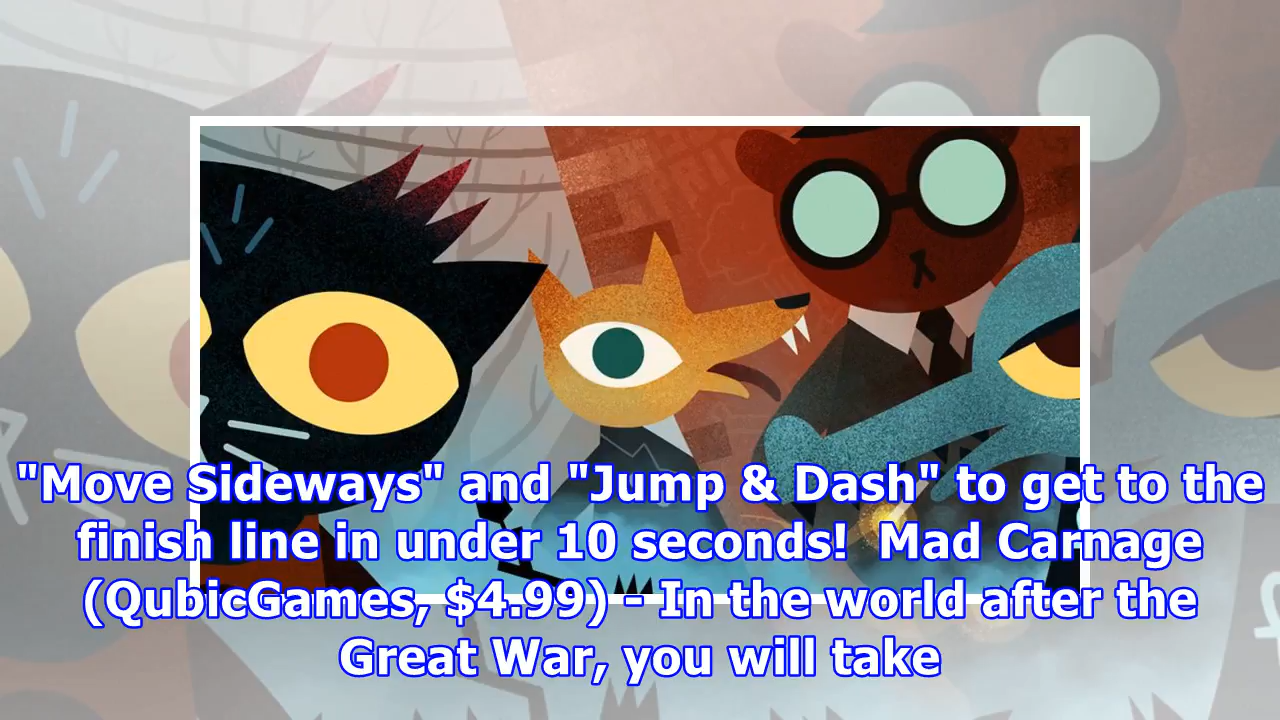 "Move Sideways" and "Jump & Dash" to get to the
finish line in under 10 seconds!  Mad Carnage
(QubicGames, $4.99) - In the world after the
Great War, you will take